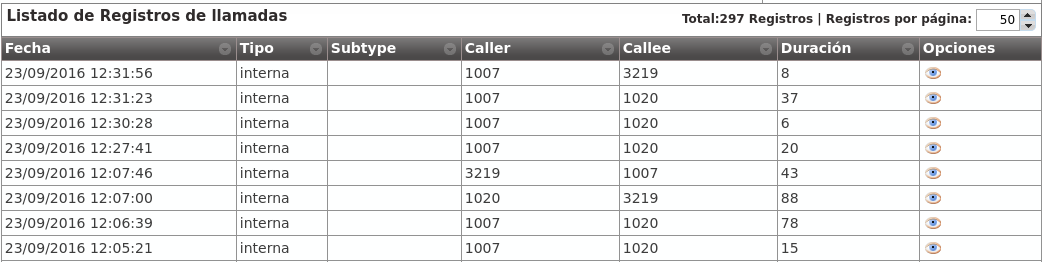 Listado de Registros de llamadas
Total:297 Registros | Registros por página: 50
Fecha Tipo Subtype Caller Callee Duración Opciones
23/09/2016 12:31:56 interna 1007 3219 8
23/09/2016 12:31:23 interna 1007 1020 37
23/09/2016 12:30:28 interna 1007 1020 6
23/09/2016 12:27:41 interna 1007 1020 20
23/09/2016 12:07:46 interna 3219 1007 43
23/09/2016 12:07:00 interna 1020 3219 88
23/09/2016 12:06:39 interna 1007 1020 78
23/09/2016 12:05:21 interna 1007 1020 15